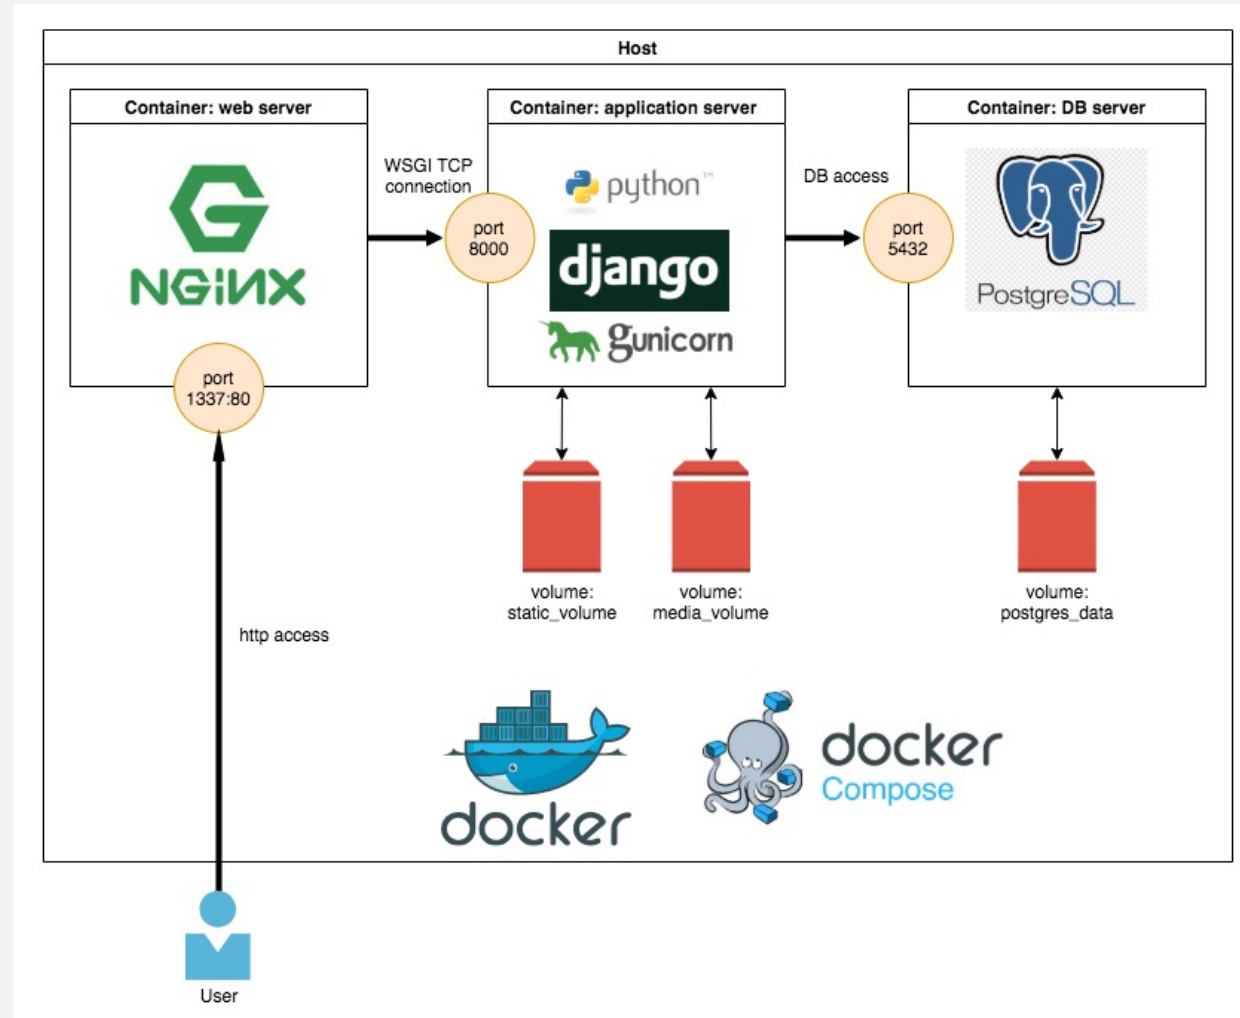 Host
Container: web server
NGiNX
port
1337:80
WSGI TCP
connection
port
8000
Container: application server
python™
django
gunicorn
DB access
port
5432
Container: DB server
PostgreSQL
volume:
static_volume
volume:
media_volume
volume:
postgres_data
http access
docker
docker
Compose
User